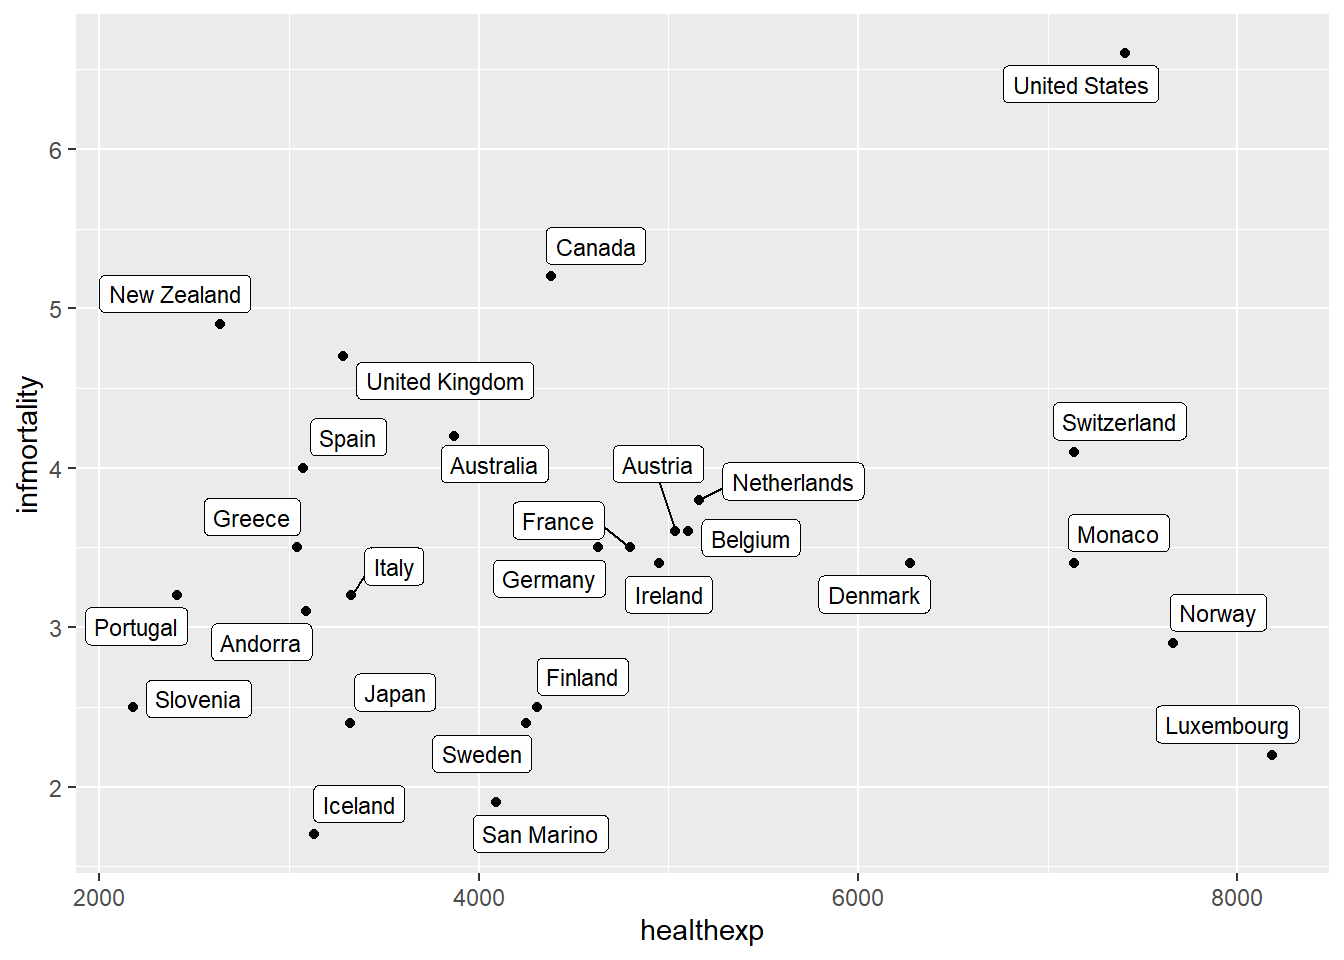 United States
6
Canada
New Zealand
5
United Kingdom
Switzerland
Spain
Australia
Austria
4
Netherlands
infmortality
Greece
France
Monaco
Belgium
Italy
Germany
Ireland
Denmark
Norway
Portugal
3
Andorra
Finland
Japan
Slovenia
Luxembourg
Sweden
2
Iceland
San Marino
2000
4000
6000
8000
healthexp